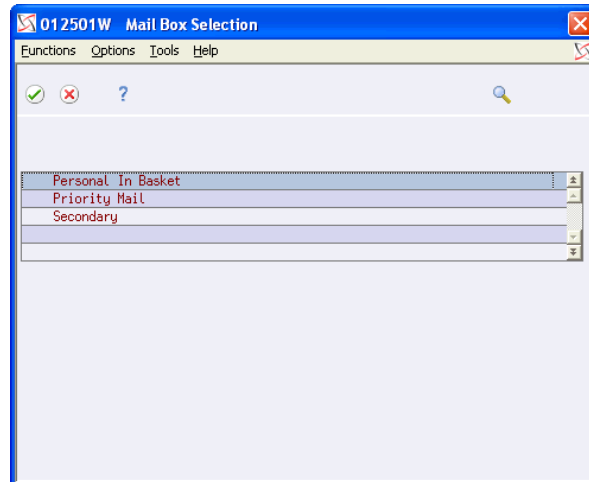 012501W Mail Box Selection
Functions Options Tools Help
?
Personal In Basket
Priority Mail
Secondary